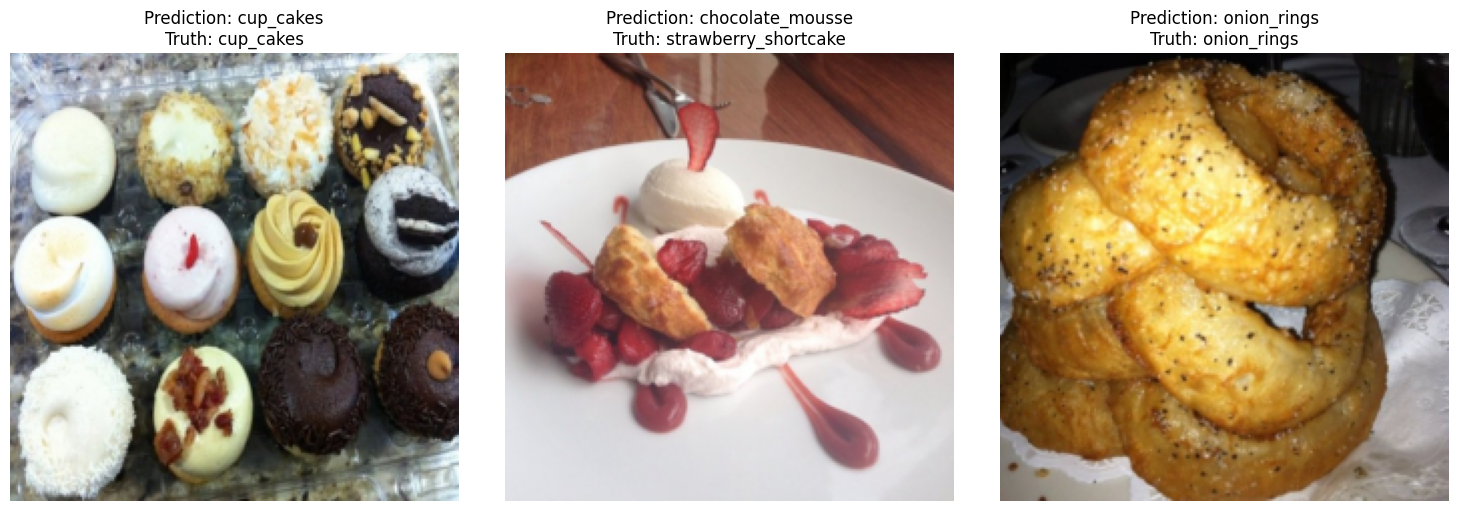 Prediction: cup_cakes
Truth: cup_cakes
Prediction: chocolate_mousse
Truth: strawberry_shortcake
Prediction: onion_rings
Truth: onion_rings